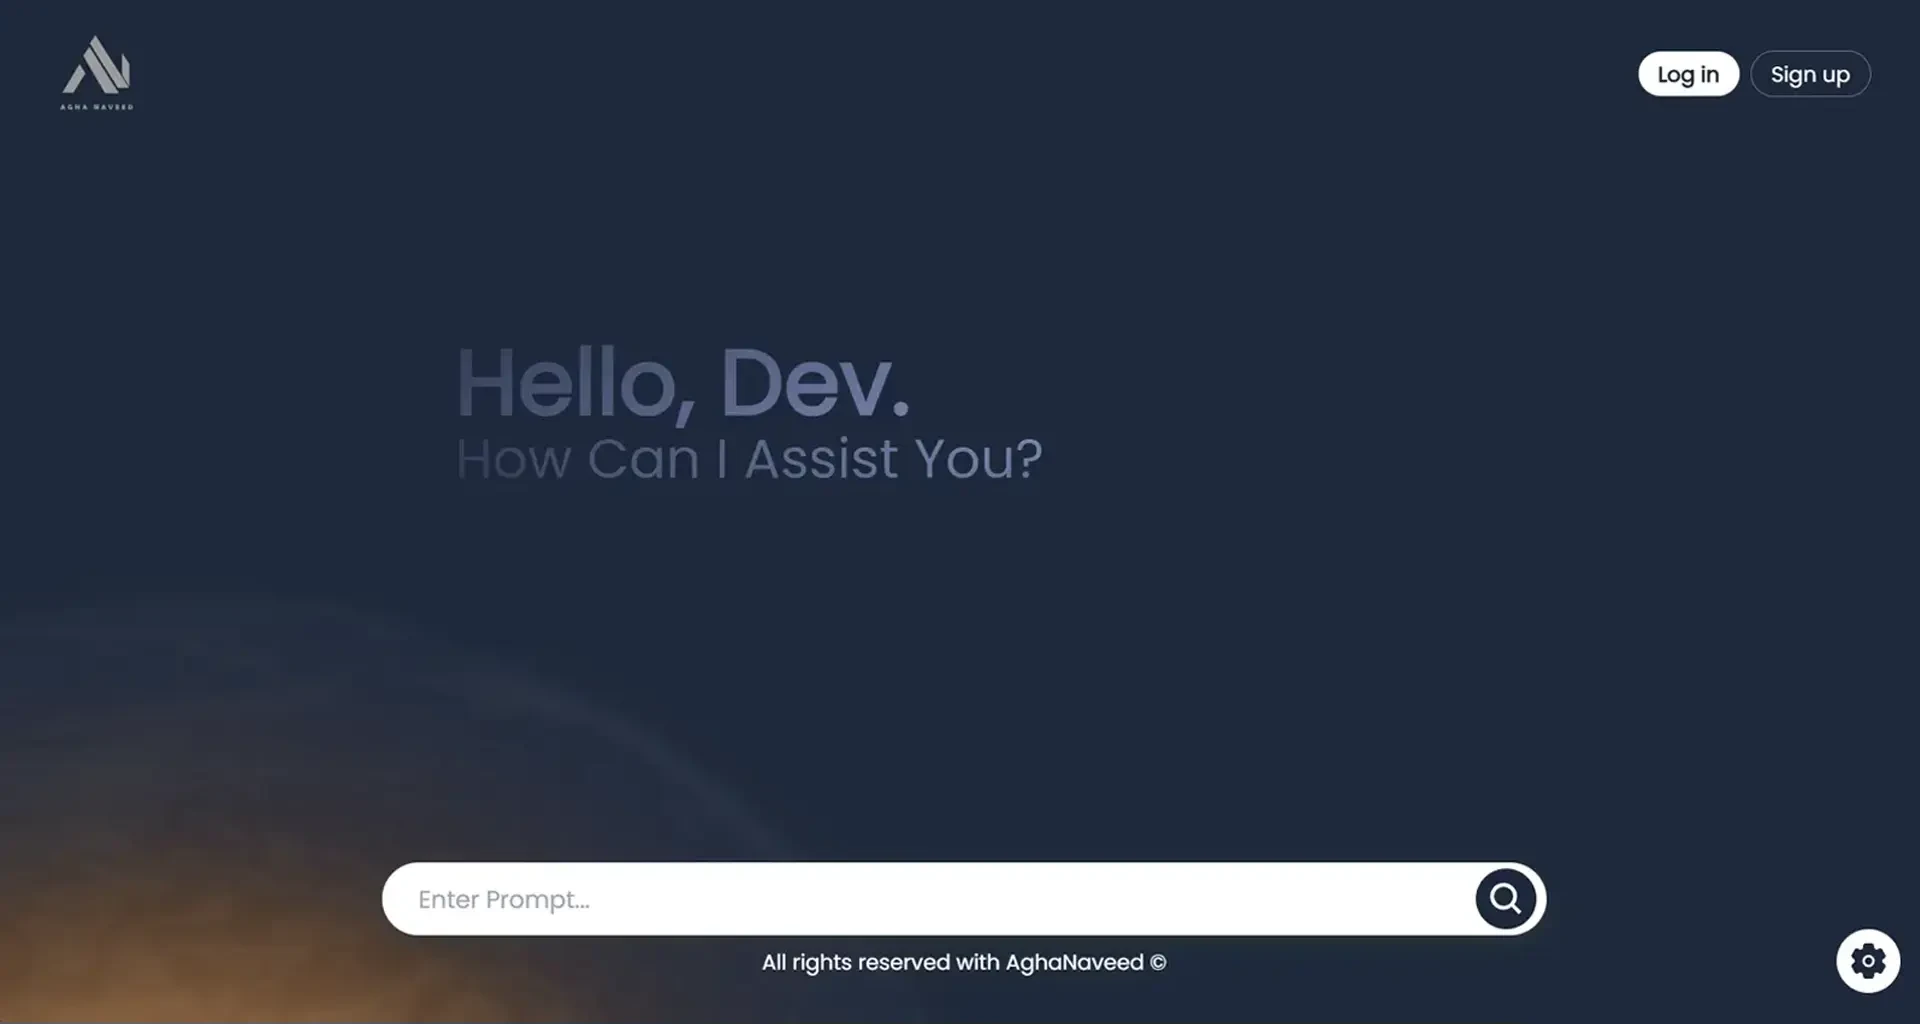 AGHA NAVEED
Log in
Sign up
Hello, Dev.
How Can I Assist You?
Enter Prompt...
All rights reserved with AghaNaveed ©